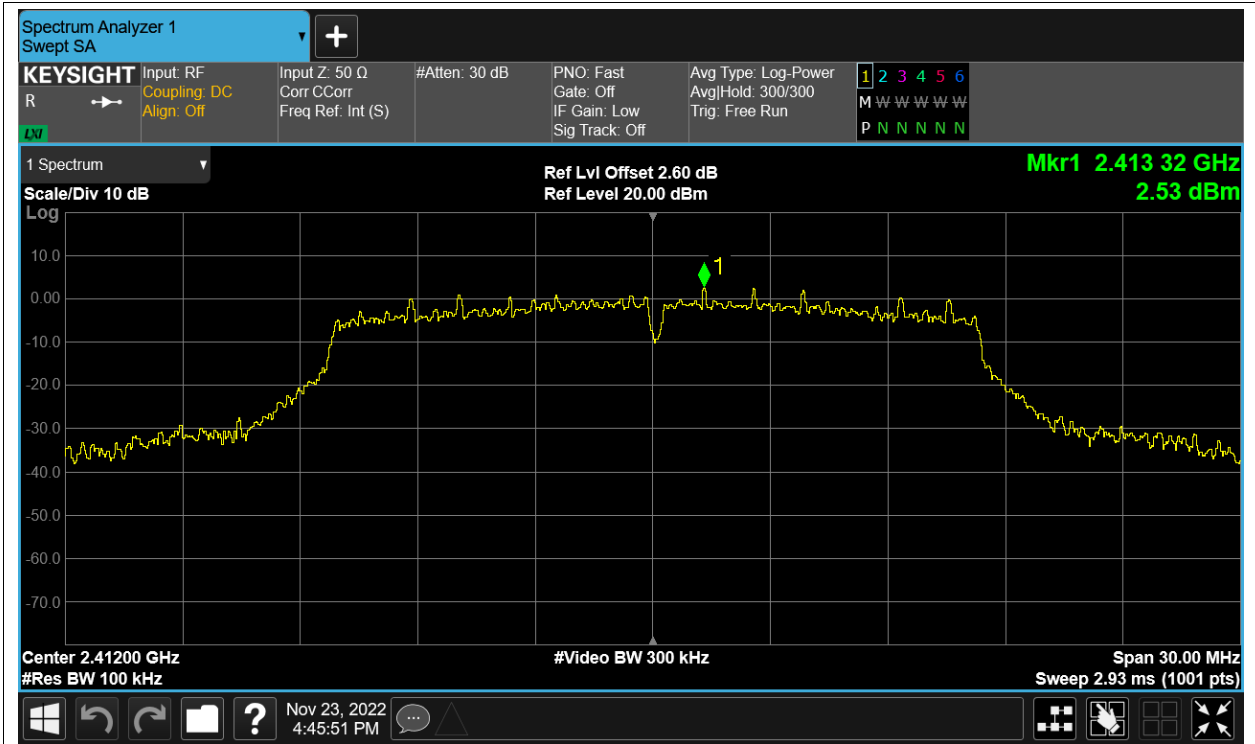 Spectrum Analyzer 1
Swept SA
KEYSIGHT
R
LXI
Input: RF
Coupling: DC
Align: Off
Input Z: 50 Ω
Corr CCorr
Freq Ref: Int (S)
#Atten: 30 dB
PNO: Fast
Gate: Off
IF Gain: Low
Sig Track: Off
Avg Type: Log-Power
Avg|Hold: 300/300
Trig: Free Run
1 2 3 4 5 6
M W W W W W
P N N N N N
1 Spectrum
Scale/Div 10 dB
Ref Lvl Offset 2.60 dB
Ref Level 20.00 dBm
Mkr1 2.413 32 GHz
2.53 dBm
Log
1
10.0
0.00
-10.0
-20.0
-30.0
-40.0
-50.0
-60.0
-70.0
Center 2.41200 GHz
#Video BW 300 kHz
Span 30.00 MHz
#Res BW 100 kHz
Sweep 2.93 ms (1001 pts)
?
Nov 23, 2022
4:45:51 PM